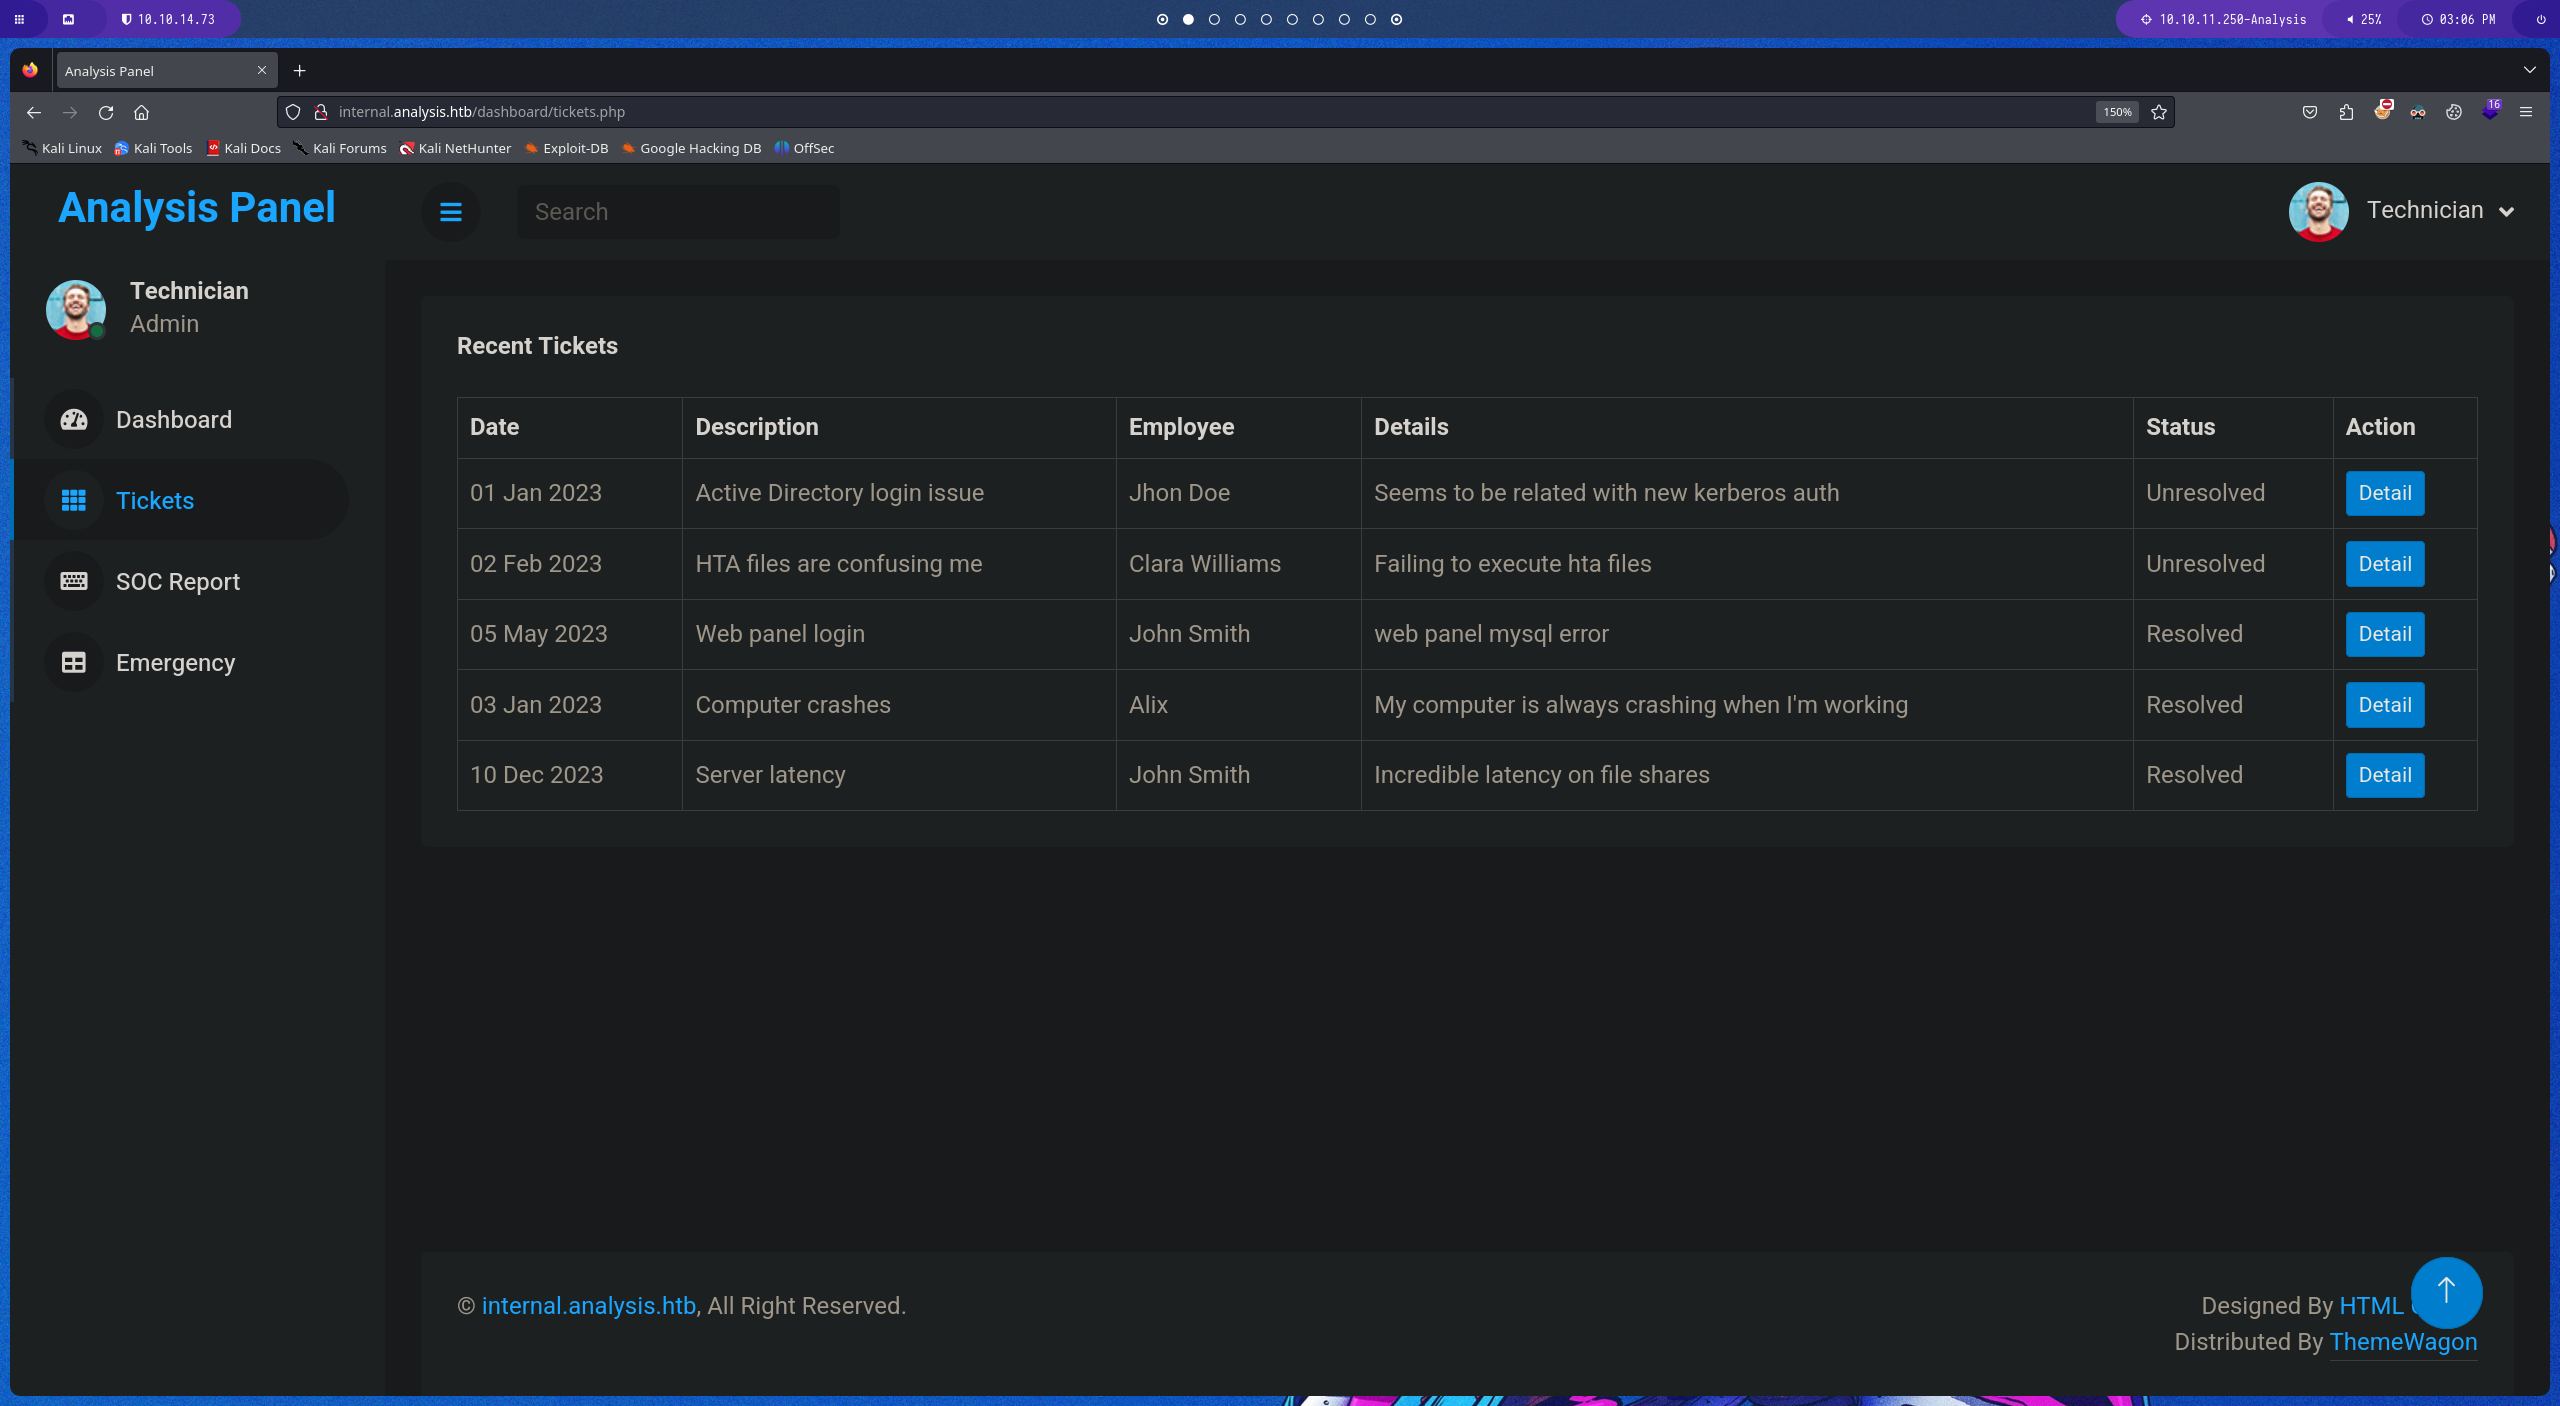 10.10.14.73
10.10.11.250-Analysis
25%
03:06 PM
Analysis Panel
internal.analysis.htb/dashboard/tickets.php
150%
16
Kali Linux
Kali Tools
Kali Docs
Kali Forums
Kali NetHunter
Exploit-DB
Google Hacking DB
OffSec
Analysis Panel
Search
Technician
Technician
Admin
Dashboard
Tickets
SOC Report
Emergency
Recent Tickets
Date Description Employee Details Status Action
01 Jan 2023 Active Directory login issue Jhon Doe Seems to be related with new kerberos auth Unresolved Detail
02 Feb 2023 HTA files are confusing me Clara Williams Failing to execute hta files Unresolved Detail
05 May 2023 Web panel login John Smith web panel mysql error Resolved Detail
03 Jan 2023 Computer crashes Alix My computer is always crashing when I'm working Resolved Detail
10 Dec 2023 Server latency John Smith Incredible latency on file shares Resolved Detail
© internal.analysis.htb, All Right Reserved.
Designed By HTML
Distributed By ThemeWagon